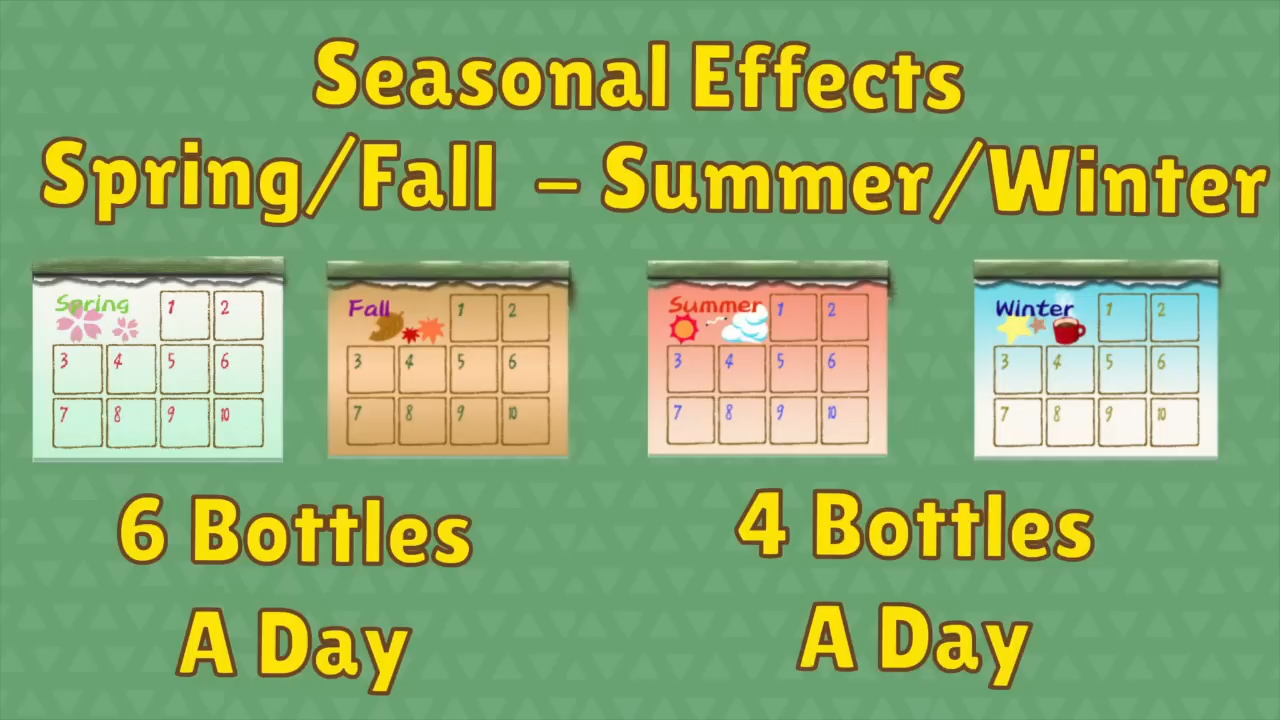 Seasonal Effects
Spring/Fall – Summer/Winter
Spring 1 2
3 4 5 6
7 8 9 10
Fall 1 2
3 4 5 6
7 8 9 10
Summer 1 2
3 4 5 6
7 8 9 10
Winter 1 2
3 4 5 6
7 8 9 10
6 Bottles
A Day
4 Bottles
A Day